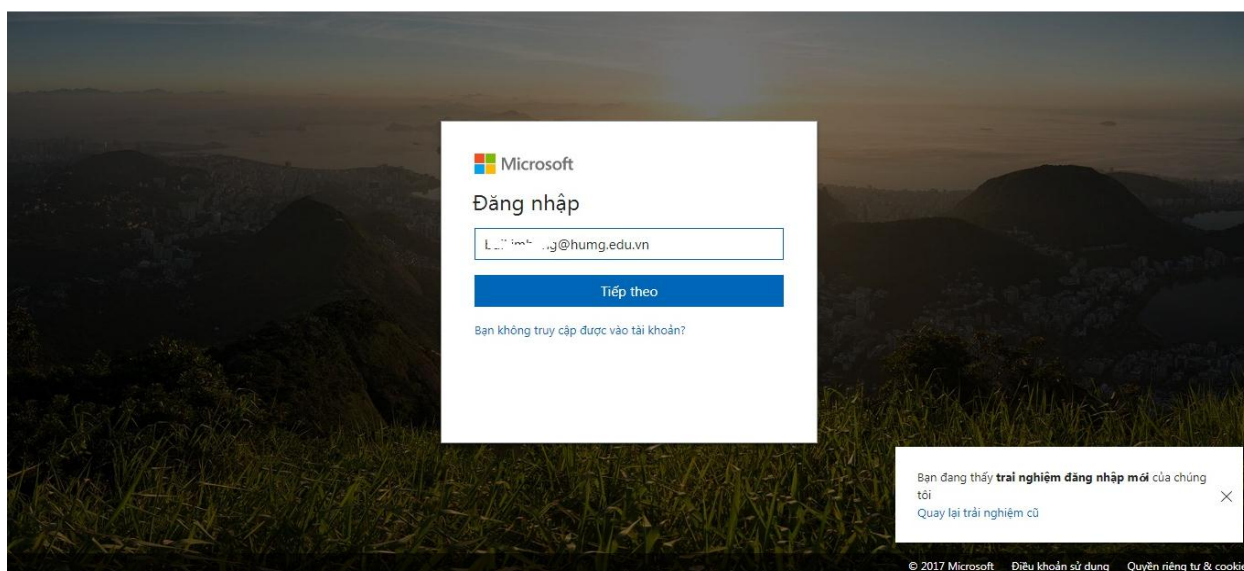 Microsoft
Đăng nhập
@humg.edu.vn
Tiếp theo
Bạn không truy cập được vào tài khoản?
Bạn đang thấy trải nghiệm đăng nhập mới của chúng
tôi
Quay lại trải nghiệm cũ
© 2017 Microsoft Điều khoản sử dụng Quyền riêng tư & cookie